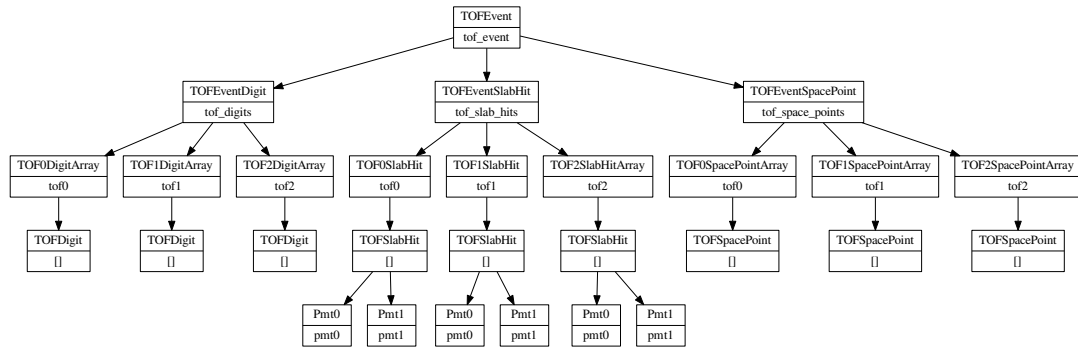 TOFEvent
tof_event
TOFEventDigit
tof_digits
TOFEventSlabHit
tof_slab_hits
TOFEventSpacePoint
tof_space_points
TOF0DigitArray
tof0
TOF1DigitArray
tof1
TOF2DigitArray
tof2
TOF0SlabHit
tof0
TOF1SlabHit
tof1
TOF2SlabHitArray
tof2
TOF0SpacePointArray
tof0
TOF1SpacePointArray
tof1
TOF2SpacePointArray
tof2
TOFDigit
[]
TOFDigit
[]
TOFDigit
[]
TOFSlabHit
[]
TOFSlabHit
[]
TOFSlabHit
[]
TOFSpacePoint
[]
TOFSpacePoint
[]
TOFSpacePoint
[]
Pmt0
pmt0
Pmt1
pmt1
Pmt0
pmt0
Pmt1
pmt1
Pmt0
pmt0
Pmt1
pmt1